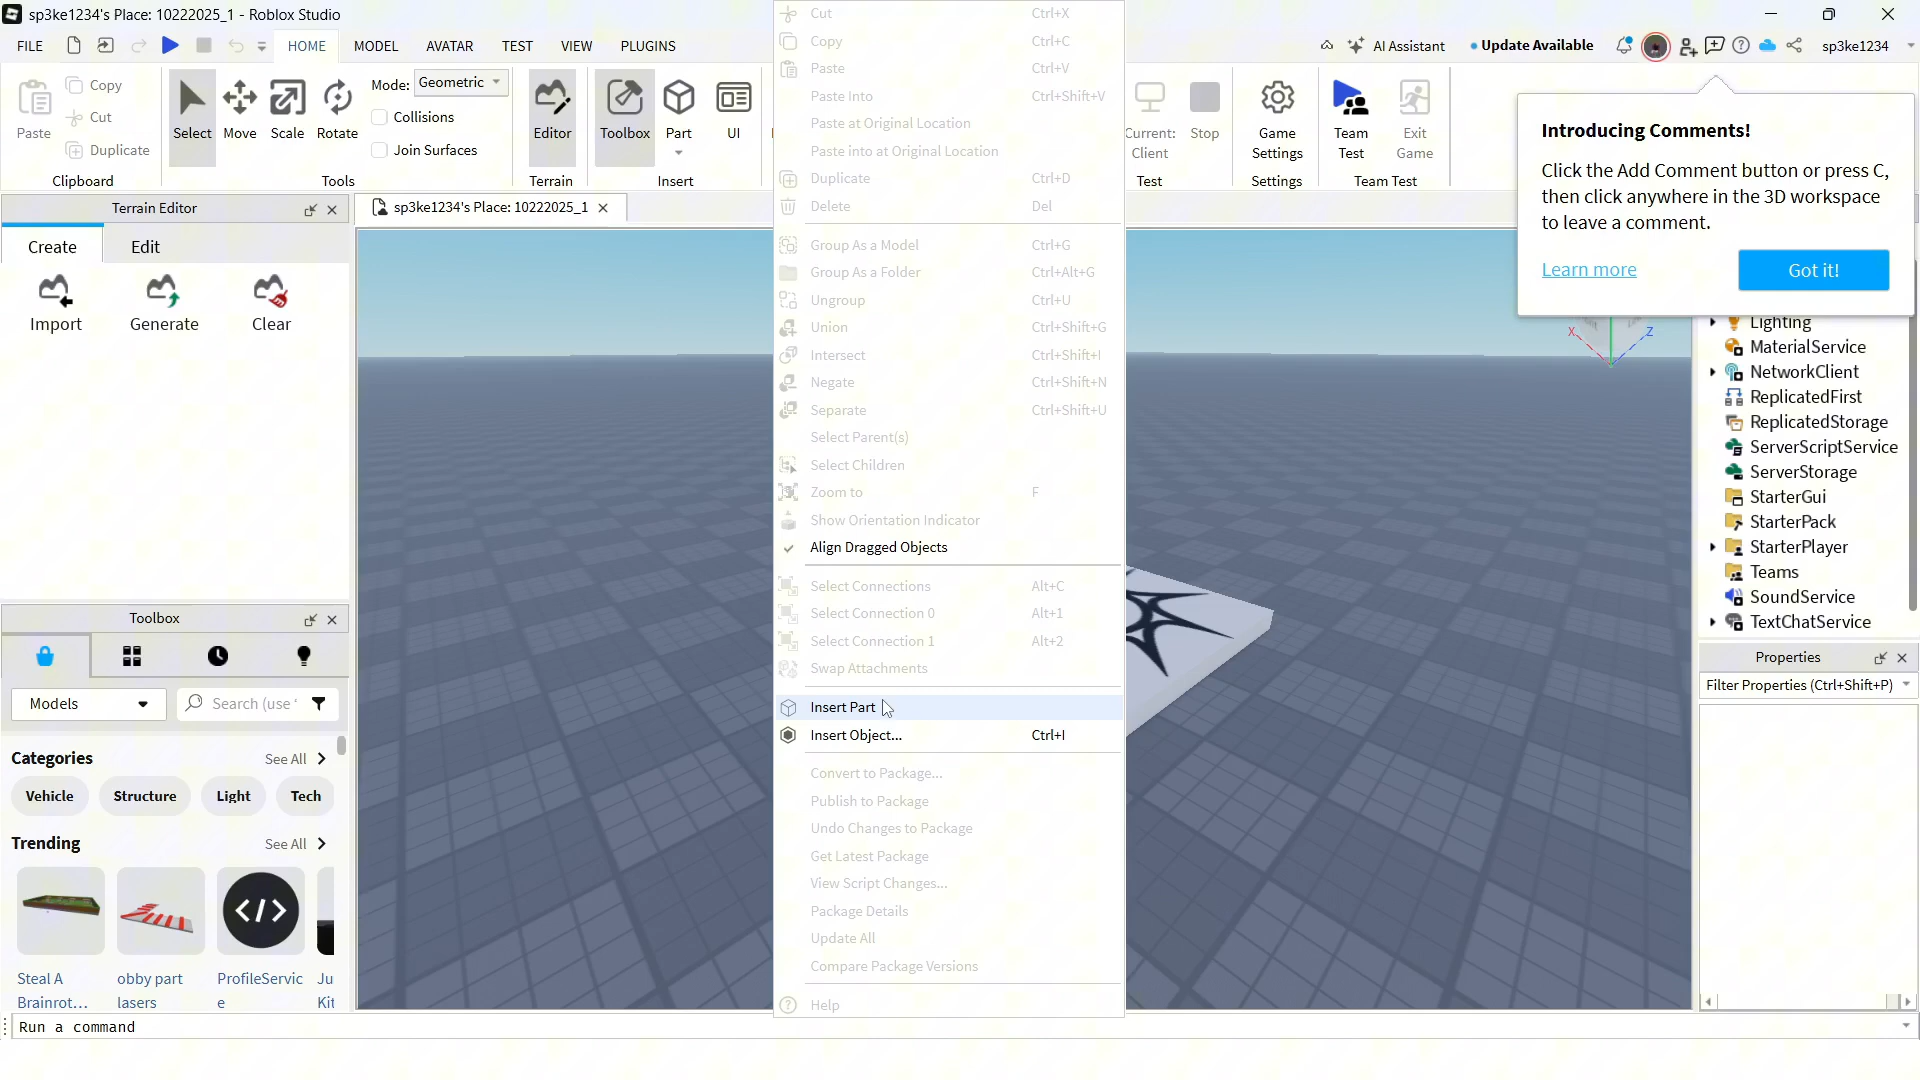 sp3ke1234's Place: 10222025_1 - Roblox Studio
FILE
HOME
MODEL
AVATAR
TEST
VIEW
PLUGINS
AI Assistant
Update Available
sp3ke1234
Paste
Copy
Cut
Duplicate
Clipboard
Select
Move
Scale
Rotate
Mode: Geometric
Collisions
Join Surfaces
Tools
Editor
Terrain
Toolbox
Part
UI
Insert
Current:
Client
Stop
Test
Game
Settings
Settings
Team
Test
Exit
Game
Team Test
Introducing Comments!
Click the Add Comment button or press C,
then click anywhere in the 3D workspace
to leave a comment.
Learn more
Got it!
Terrain Editor
Create
Edit
Import
Generate
Clear
sp3ke1234's Place: 10222025_1
Cut Ctrl+X
Copy Ctrl+C
Paste Ctrl+V
Paste Into Ctrl+Shift+V
Paste at Original Location
Paste into at Original Location
Duplicate Ctrl+D
Delete Del
Group As a Model Ctrl+G
Group As a Folder Ctrl+Alt+G
Ungroup Ctrl+U
Union Ctrl+Shift+G
Intersect Ctrl+Shift+I
Negate Ctrl+Shift+N
Separate Ctrl+Shift+U
Select Parent(s)
Select Children
Zoom to F
Show Orientation Indicator
Align Dragged Objects
Select Connections Alt+C
Select Connection 0 Alt+1
Select Connection 1 Alt+2
Swap Attachments
Insert Part
Insert Object... Ctrl+I
Convert to Package...
Publish to Package
Undo Changes to Package
Get Latest Package
View Script Changes...
Package Details
Update All
Compare Package Versions
Help
X
Z
Lighting
MaterialService
NetworkClient
ReplicatedFirst
ReplicatedStorage
ServerScriptService
ServerStorage
StarterGui
StarterPack
StarterPlayer
Teams
SoundService
TextChatService
Properties
Filter Properties (Ctrl+Shift+P)
Toolbox
Models
Search (use '
Categories
See All
Vehicle
Structure
Light
Tech
Trending
See All
Steal A
Brainrot...
obby part
lasers
ProfileServic
e
Ju
Kit
Run a command